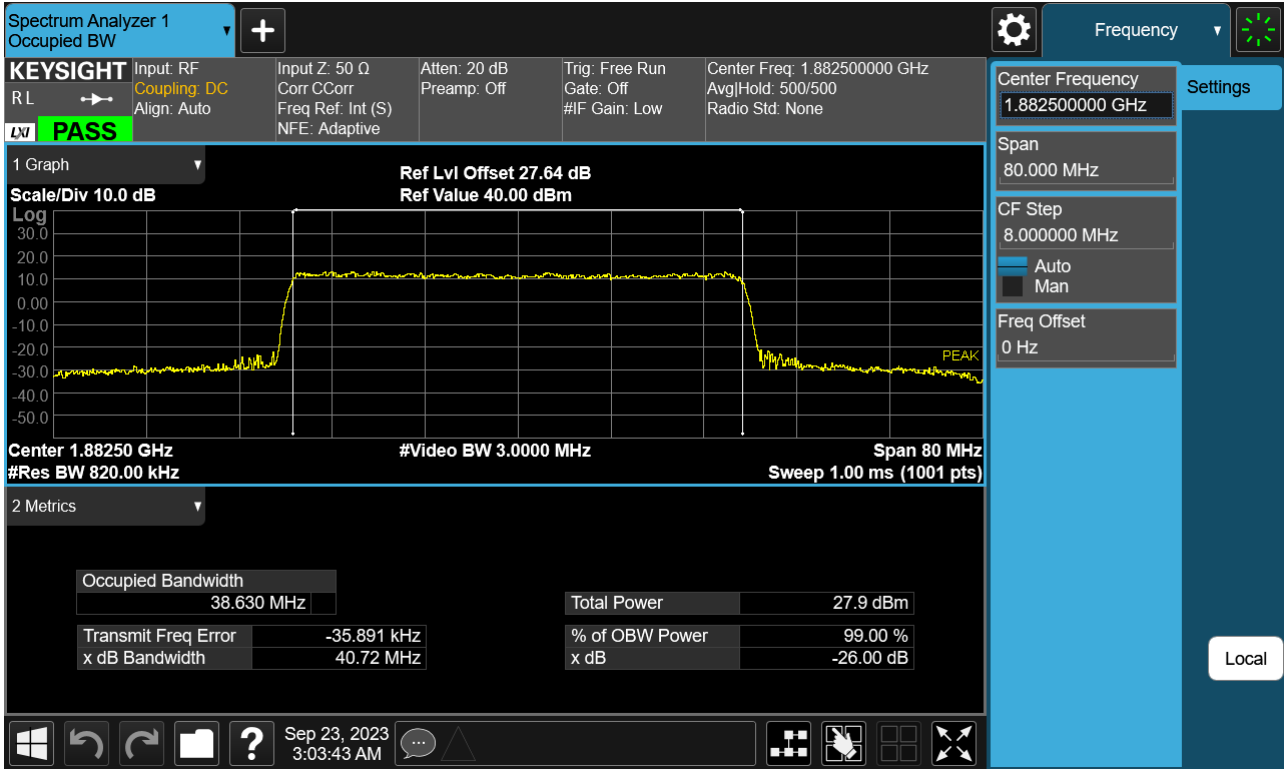 Spectrum Analyzer 1
Occupied BW
Frequency
KEYSIGHT
R L
LXI PASS
Input: RF
Coupling: DC
Align: Auto
Input Z: 50 Ω
Corr CCorr
Freq Ref: Int (S)
NFE: Adaptive
Atten: 20 dB
Preamp: Off
Trig: Free Run
Gate: Off
#IF Gain: Low
Center Freq: 1.882500000 GHz
Avg|Hold: 500/500
Radio Std: None
Center Frequency
1.882500000 GHz
Settings
Span
80.000 MHz
CF Step
8.000000 MHz
Auto
Man
Freq Offset
0 Hz
Local
1 Graph
Ref Lvl Offset 27.64 dB
Scale/Div 10.0 dB
Ref Value 40.00 dBm
Log
30.0
20.0
10.0
0.00
-10.0
-20.0
-30.0
-40.0
-50.0
PEAK
Center 1.88250 GHz
#Video BW 3.0000 MHz
Span 80 MHz
#Res BW 820.00 kHz
Sweep 1.00 ms (1001 pts)
2 Metrics
Occupied Bandwidth
38.630 MHz
Total Power 27.9 dBm
Transmit Freq Error -35.891 kHz
% of OBW Power 99.00 %
x dB Bandwidth 40.72 MHz
x dB -26.00 dB
?
Sep 23, 2023
3:03:43 AM